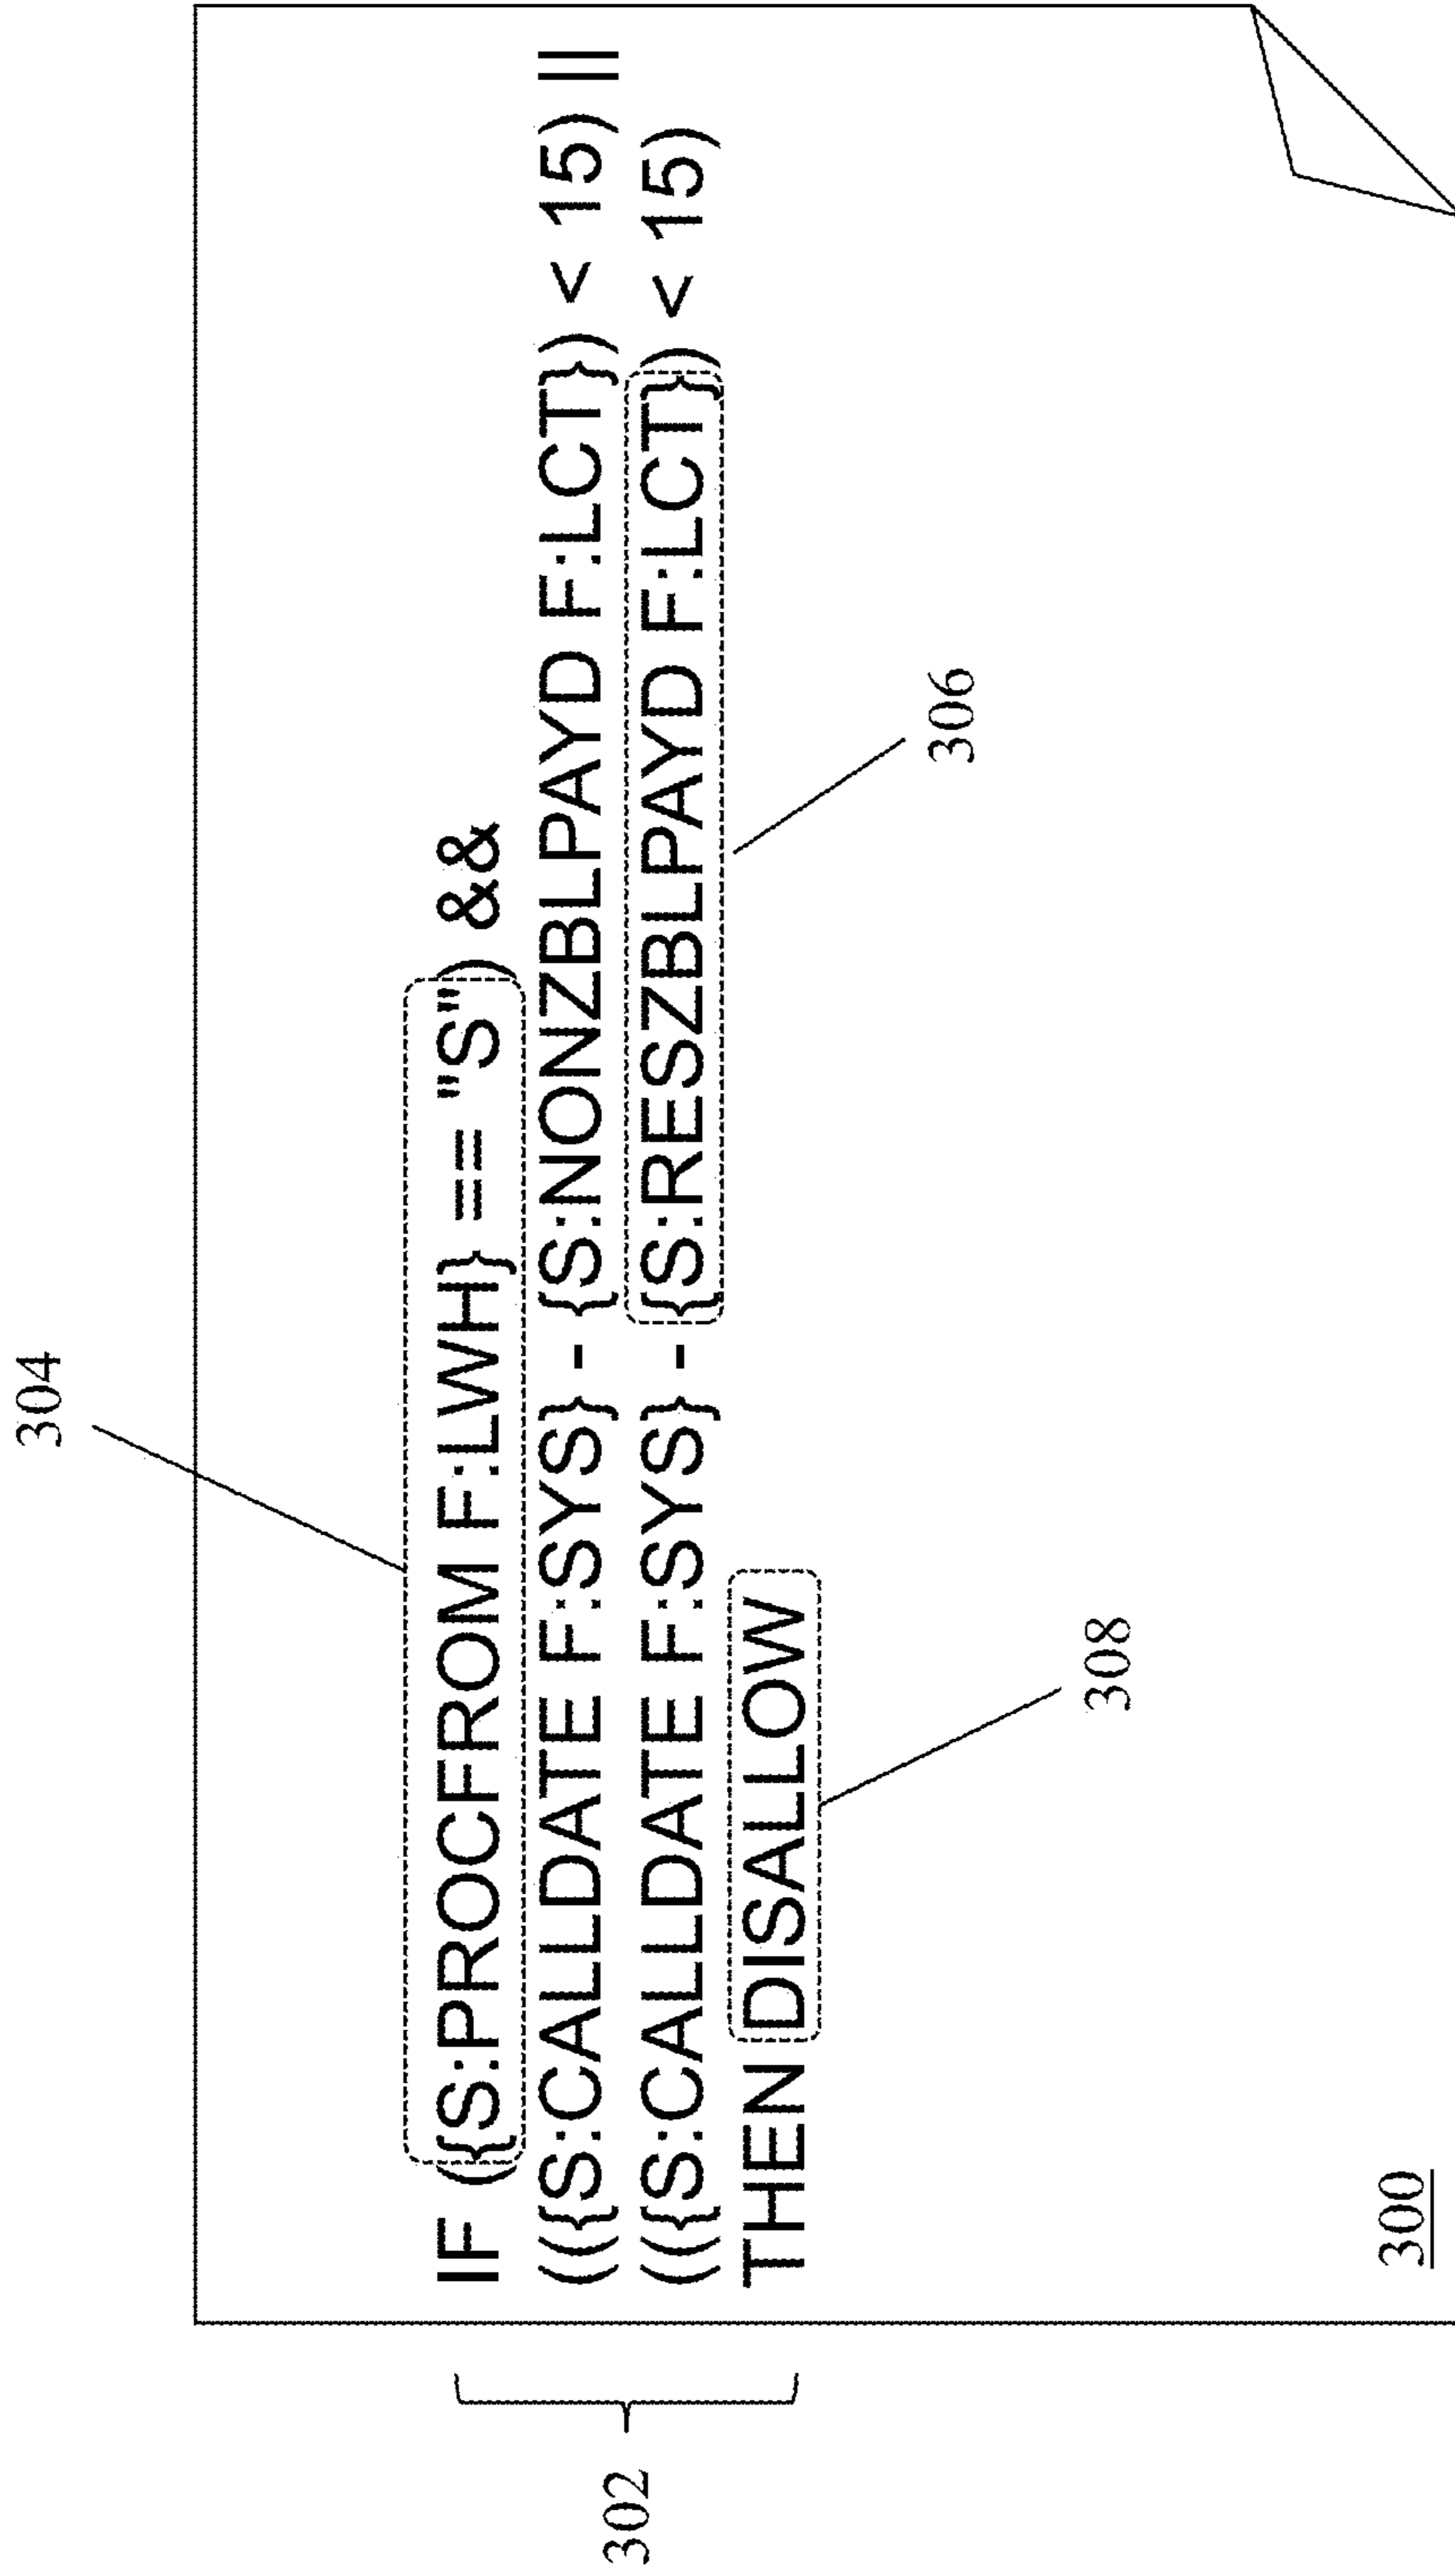 304
IF ({S:PROCFROM F:LWH} == "S") &&
(({S:CALLDATE F:SYS} - {S:NONZBLPAYD F:LCT}) < 15) ||
(({S:CALLDATE F:SYS} - {S:RESZBLPAYD F:LCT}) < 15)
THEN DISALLOW
302
306
308
300